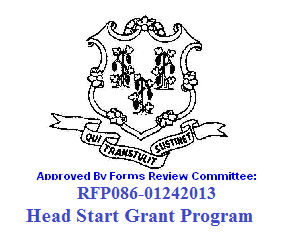 QUI TRANSTULIT SUSTINET
Approved By Forms Review Committee:
RFP086-01242013
Head Start Grant Program